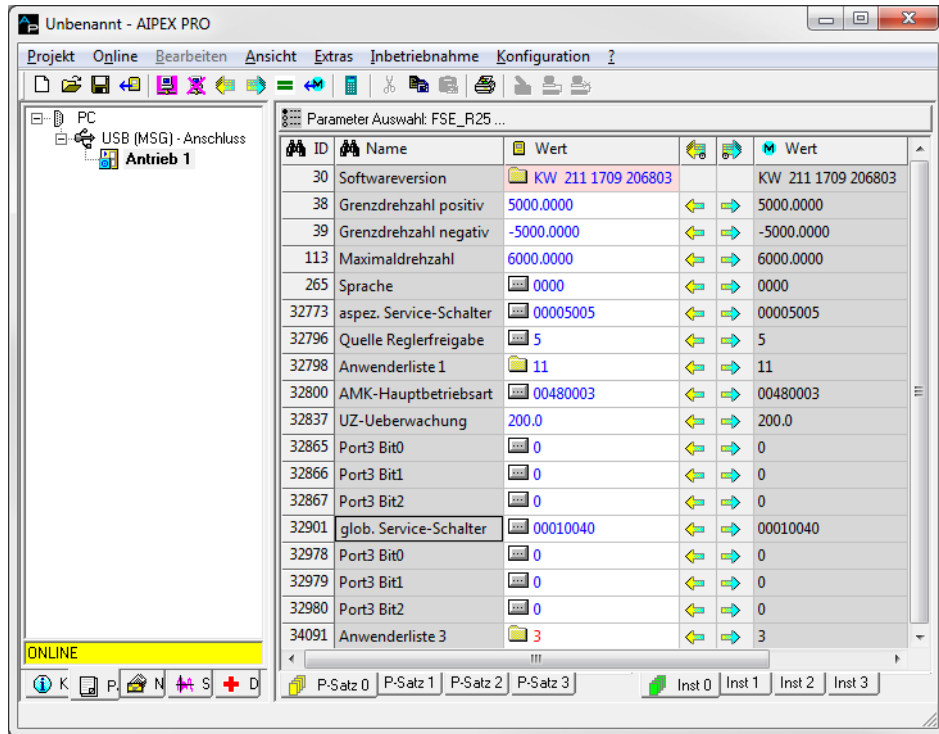 Unbenannt - AIPEX PRO
Projekt Online Bearbeiten Ansicht Extras Inbetriebnahme Konfiguration ?
PC
USB (MSG) - Anschluss
Antrieb 1
Parameter Auswahl: FSE_R25 ...
ID Name Wert Wert
30 Softwareversion KW 211 1709 206803 KW 211 1709 206803
38 Grenzdrehzahl positiv 5000.0000 5000.0000
39 Grenzdrehzahl negativ -5000.0000 -5000.0000
113 Maximaldrehzahl 6000.0000 6000.0000
265 Sprache 0000 0000
32773 aspez. Service-Schalter 00005005 00005005
32796 Quelle Reglerfreigabe 5 5
32798 Anwenderliste 1 11 11
32800 AMK-Hauptbetriebsart 00480003 00480003
32837 UZ-Ueberwachung 200.0 200.0
32865 Port3 Bit0 0 0
32866 Port3 Bit1 0 0
32867 Port3 Bit2 0 0
32901 glob. Service-Schalter 00010040 00010040
32978 Port3 Bit0 0 0
32979 Port3 Bit1 0 0
32980 Port3 Bit2 0 0
34091 Anwenderliste 3 3 3
ONLINE
K P. N S D
P-Satz 0 P-Satz 1 P-Satz 2 P-Satz 3 Inst 0 Inst 1 Inst 2 Inst 3